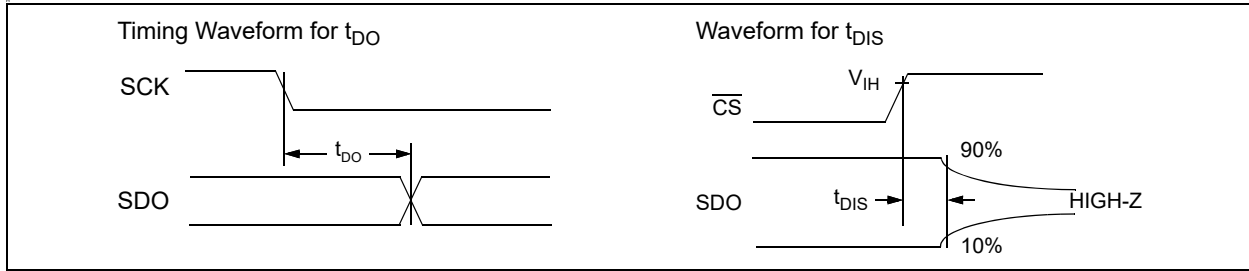 Timing Waveform for tDO
SCK
tDO
SDO
Waveform for tDIS
VIH
CS
90%
SDO
tDIS
HIGH-Z
10%